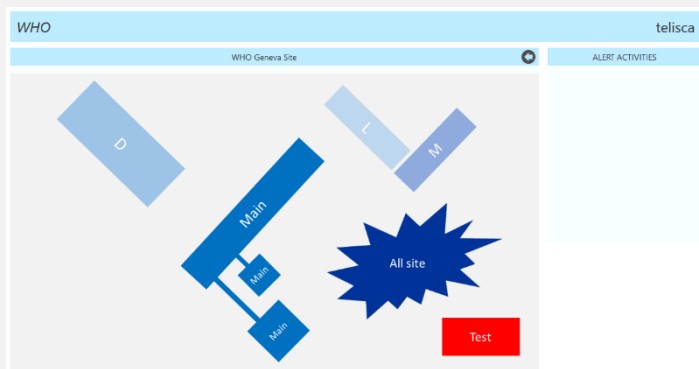 WHO
telisca
WHO Geneva Site
ALERT ACTIVITIES
D
L
M
Main
Main
Main
All site
Test